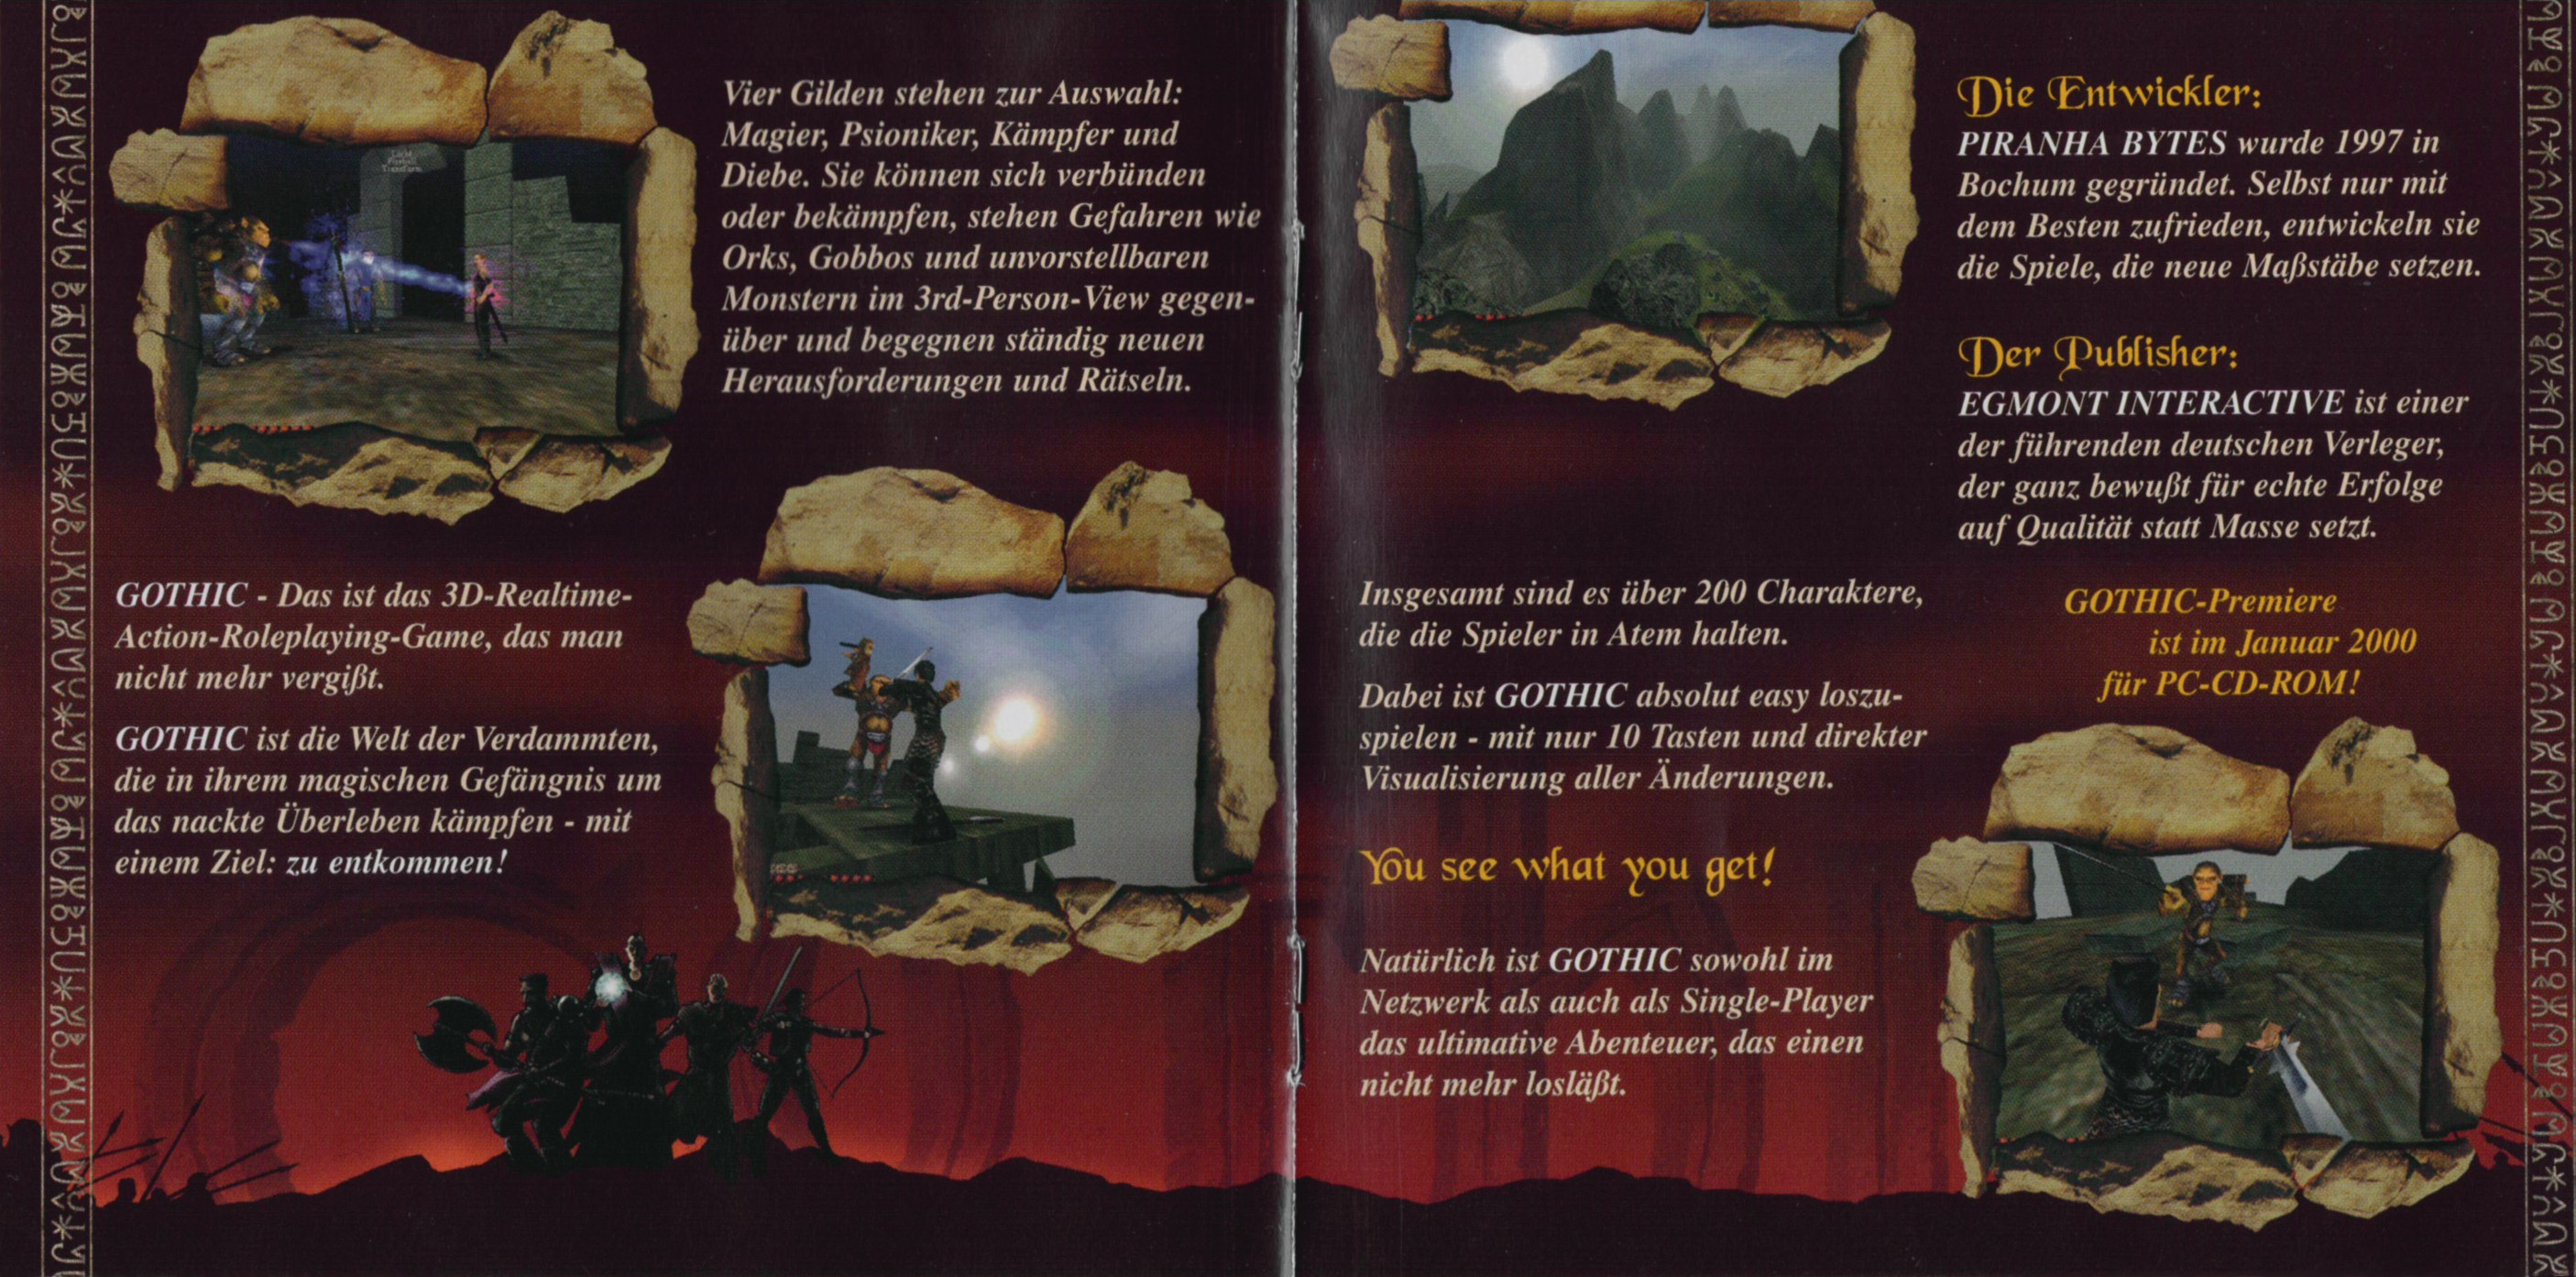 Vier Gilden stehen zur Auswahl:
Magier, Psioniker, Kämpfer und
Diebe. Sie können sich verbünden
oder bekämpfen, stehen Gefahren wie
Orks, Gobbos und unvorstellbaren
Monstern im 3rd-Person-View gegen-
über und begegnen ständig neuen
Herausforderungen und Rätseln.
GOTHIC - Das ist das 3D-Realtime-
Action-Roleplaying-Game, das man
nicht mehr vergißt.
GOTHIC ist die Welt der Verdammten,
die in ihrem magischen Gefängnis um
das nackte Überleben kämpfen - mit
einem Ziel: zu entkommen!
Insgesamt sind es über 200 Charaktere,
die die Spieler in Atem halten.
Dabei ist GOTHIC absolut easy loszu-
spielen - mit nur 10 Tasten und direkter
Visualisierung aller Änderungen.
You see what you get!
Natürlich ist GOTHIC sowohl im
Netzwerk als auch als Single-Player
das ultimative Abenteuer, das einen
nicht mehr losläßt.
Die Entwickler:
PIRANHA BYTES wurde 1997 in
Bochum gegründet. Selbst nur mit
dem Besten zufrieden, entwickeln sie
die Spiele, die neue Maßstäbe setzen.
Der Publisher:
EGMONT INTERACTIVE ist einer
der führenden deutschen Verleger,
der ganz bewußt für echte Erfolge
auf Qualität statt Masse setzt.
GOTHIC-Premiere
ist im Januar 2000
für PC-CD-ROM!